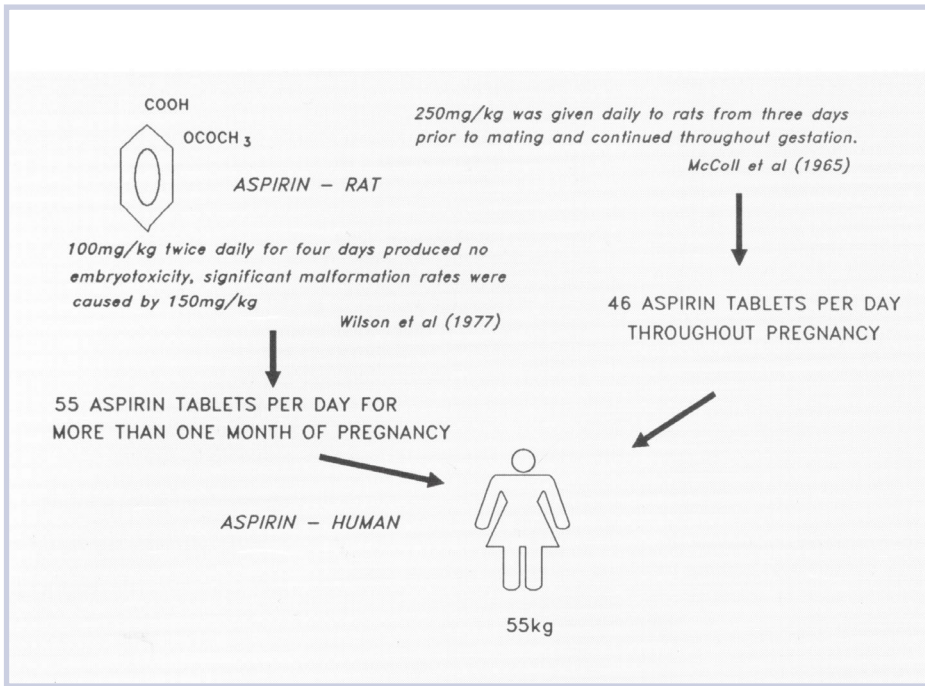 COOH
OCOCH 3
ASPIRIN – RAT
100mg/kg twice daily for four days produced no
embryotoxicity, significant malformation rates were
caused by 150mg/kg
Wilson et al (1977)
55 ASPIRIN TABLETS PER DAY FOR
MORE THAN ONE MONTH OF PREGNANCY
250mg/kg was given daily to rats from three days
prior to mating and continued throughout gestation.
McColl et al (1965)
46 ASPIRIN TABLETS PER DAY
THROUGHOUT PREGNANCY
ASPIRIN – HUMAN
55kg